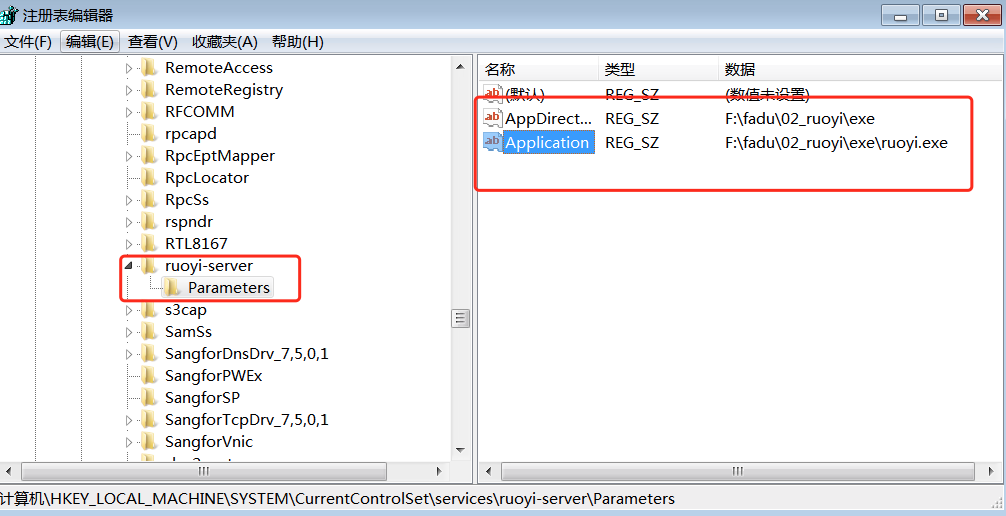 注册表编辑器
文件(F) 编辑(E) 查看(V) 收藏夹(A) 帮助(H)
RemoteAccess
RemoteRegistry
RFCOMM
rpcapd
RpcEptMapper
RpcLocator
RpcSs
rspndr
RTL8167
ruoyi-server
Parameters
s3cap
SamSs
SangforDnsDrv_7,5,0,1
SangforPWEx
SangforSP
SangforTcpDrv_7,5,0,1
SangforVnic
名称 类型 数据
ab (默认) REG_SZ (数值未设置)
ab AppDirect... REG_SZ F:\fadu\02_ruoyi\exe
ab Application REG_SZ F:\fadu\02_ruoyi\exe\ruoyi.exe
计算机\HKEY_LOCAL_MACHINE\SYSTEM\CurrentControlSet\services\ruoyi-server\Parameters